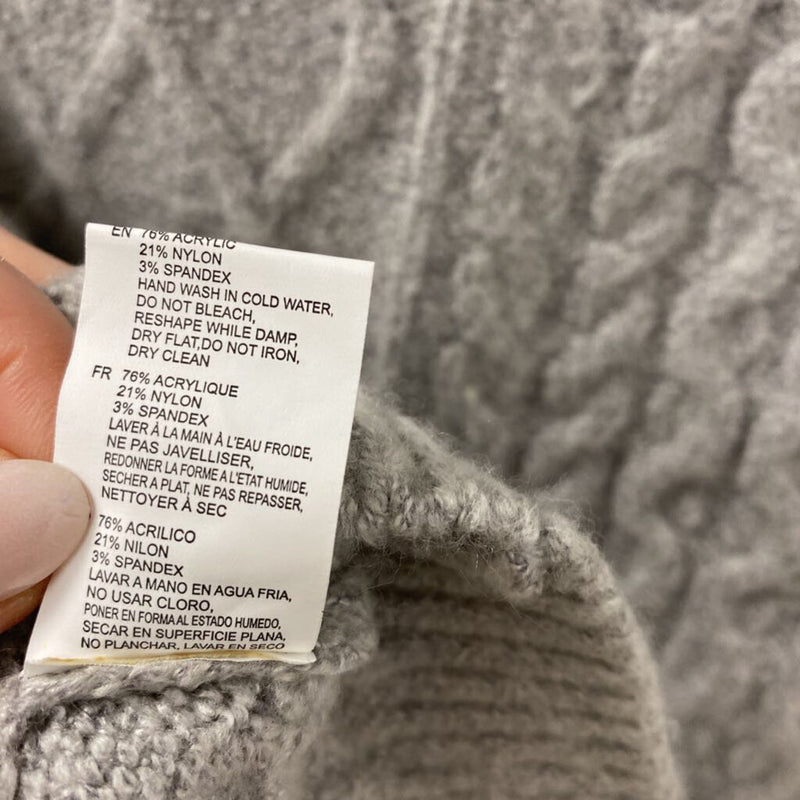 EN 76% ACRYLIC
21% NYLON
3% SPANDEX
HAND WASH IN COLD WATER,
DO NOT BLEACH,
RESHAPE WHILE DAMP,
DRY FLAT,DO NOT IRON,
DRY CLEAN
FR 76% ACRYLIQUE
21% NYLON
3% SPANDEX
LAVER À LA MAIN À L'EAU FROIDE,
NE PAS JAVELLISER,
REDONNER LA FORME A L'ETAT HUMIDE,
SECHER A PLAT, NE PAS REPASSER,
NETTOYER À SEC
76% ACRILICO
21% NILON
3% SPANDEX
LAVAR A MANO EN AGUA FRIA,
NO USAR CLORO,
PONER EN FORMA AL ESTADO HUMEDO,
SECAR EN SUPERFICIE PLANA,
NO PLANCHAR, LAVAR EN SECO